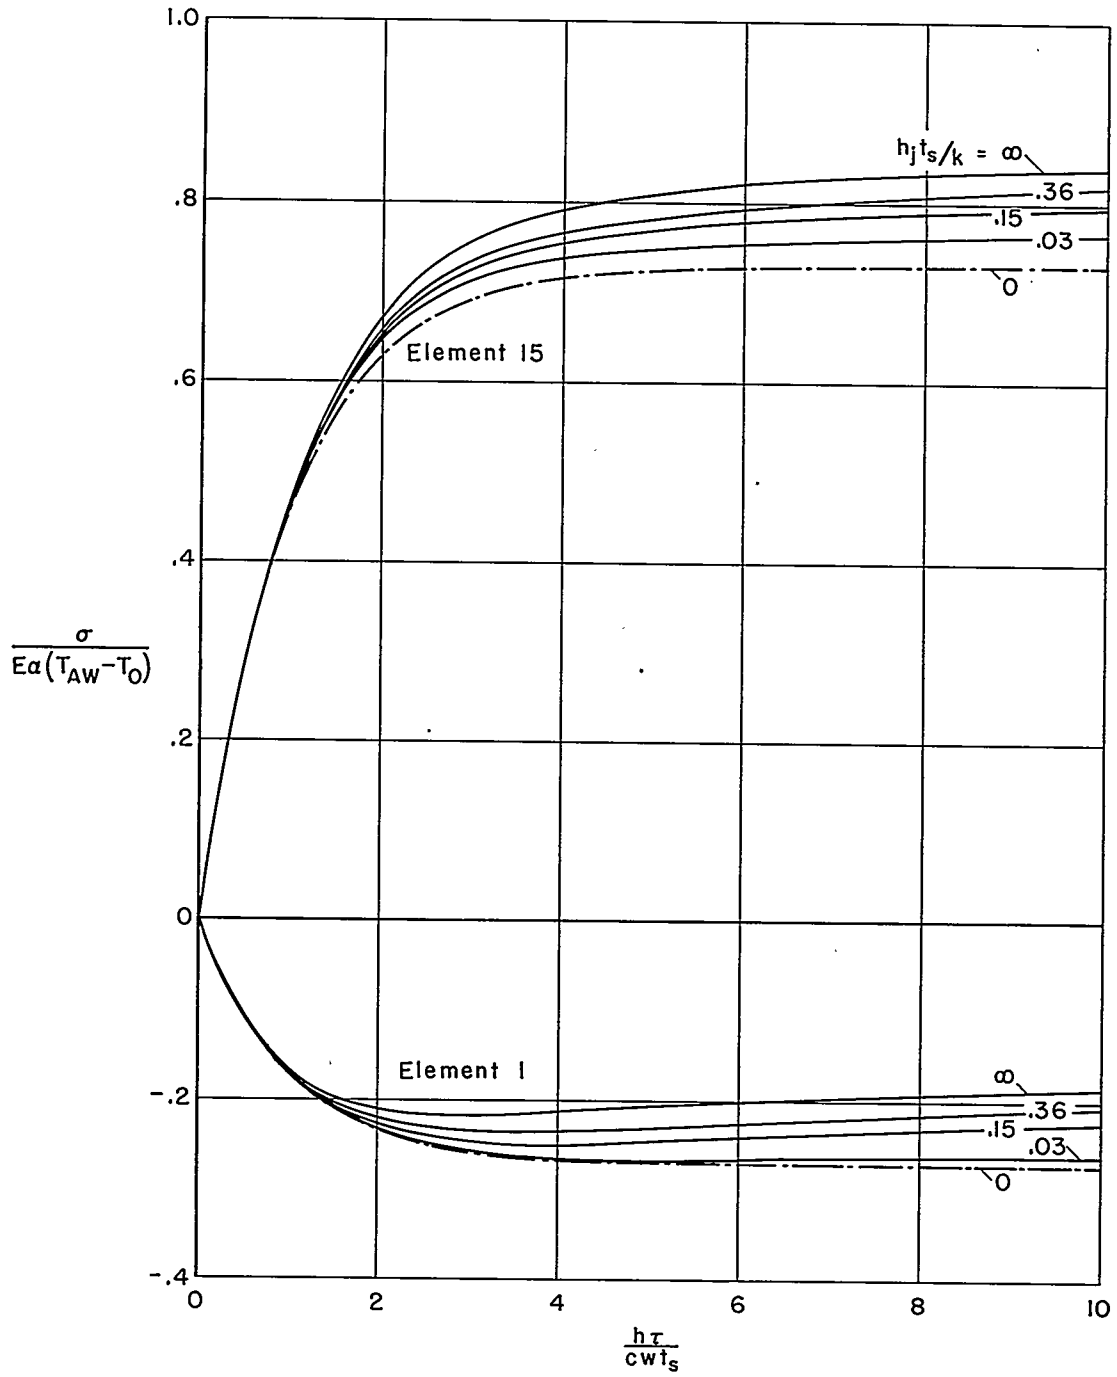 1.0
h_j t_s/k = ∞
.36
.8
.15
.03
0
Element 15
.6
.4
σ
Eα(T_AW−T_O)
.2
0
Element 1
∞
-.2
.36
.15
.03
0
-.4
0 2 4 6 8 10
hτ
cwt_s